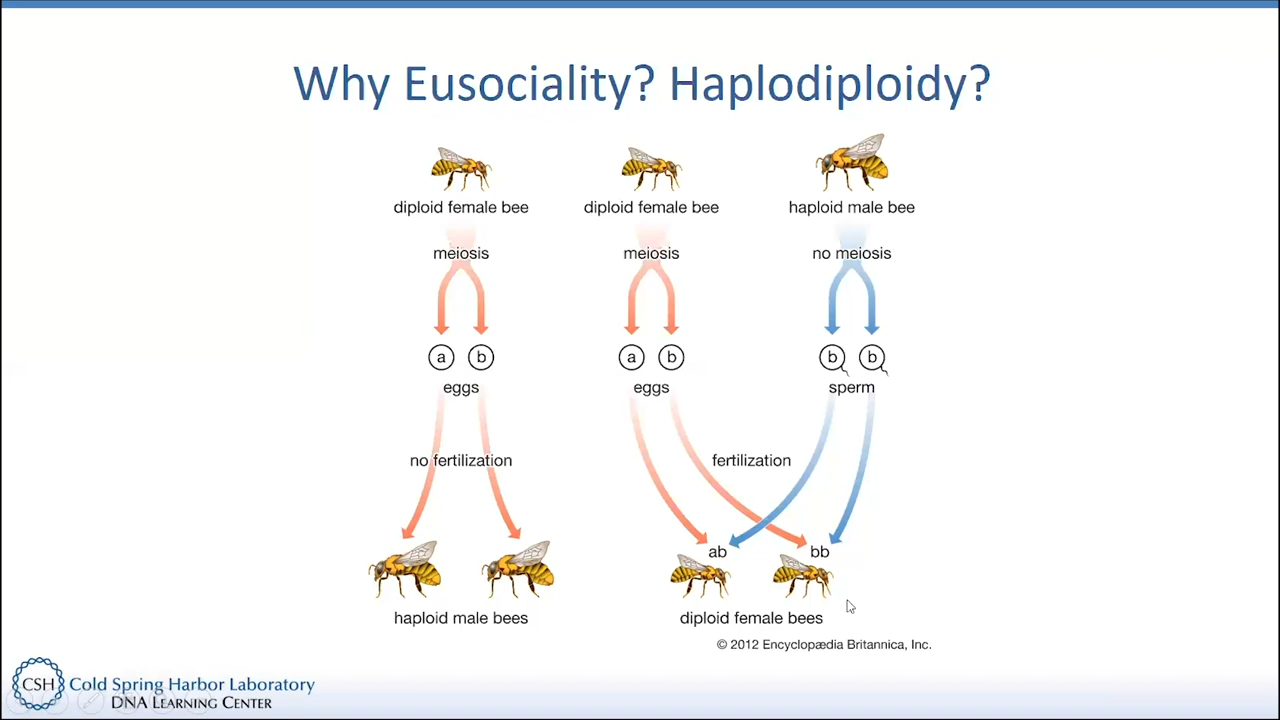 Why Eusociality? Haplodiploidy?
diploid female bee
diploid female bee
haploid male bee
meiosis
meiosis
no meiosis
a
b
a
b
b
b
eggs
eggs
sperm
no fertilization
fertilization
ab
bb
haploid male bees
diploid female bees
© 2012 Encyclopædia Britannica, Inc.
CSH
Cold Spring Harbor Laboratory
DNA Learning Center